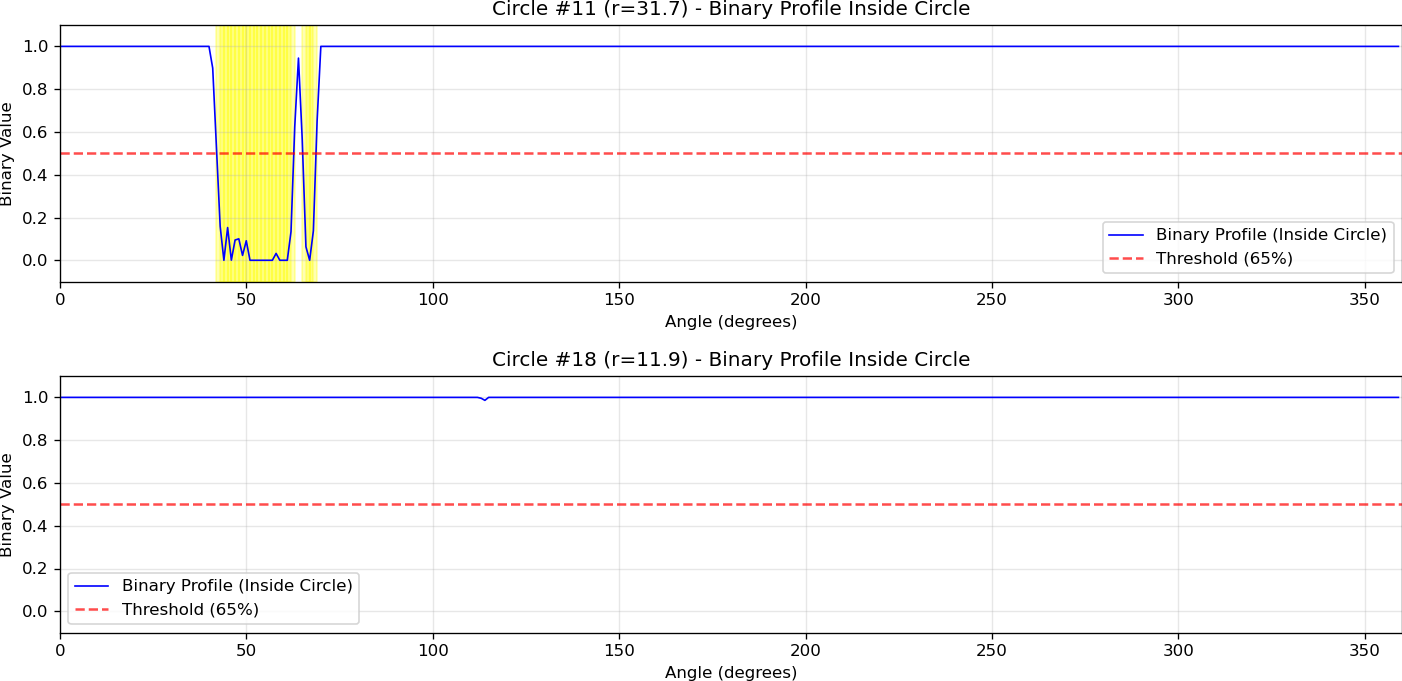 Circle #11 (r=31.7) - Binary Profile Inside Circle
Binary Value
1.0
0.8
0.6
0.4
0.2
0.0
Binary Profile (Inside Circle)
Threshold (65%)
0 50 100 150 200 250 300 350
Angle (degrees)
Circle #18 (r=11.9) - Binary Profile Inside Circle
Binary Value
1.0
0.8
0.6
0.4
0.2
0.0
Binary Profile (Inside Circle)
Threshold (65%)
0 50 100 150 200 250 300 350
Angle (degrees)